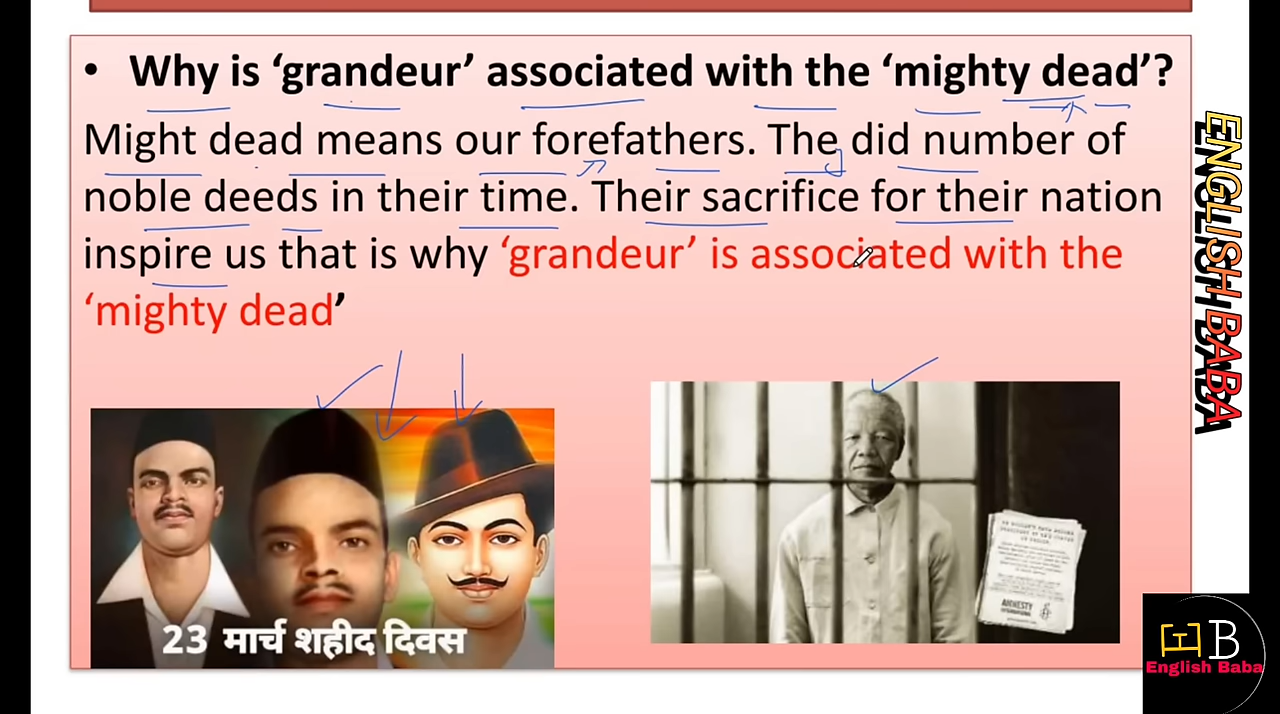 • Why is ‘grandeur’ associated with the ‘mighty dead’?
Might dead means our forefathers. The did number of
noble deeds in their time. Their sacrifice for their nation
inspire us that is why ‘grandeur’ is associated with the
‘mighty dead’
23 मार्च शहीद दिवस
AMNESTY
ENGLISH BABA
EB
English Baba